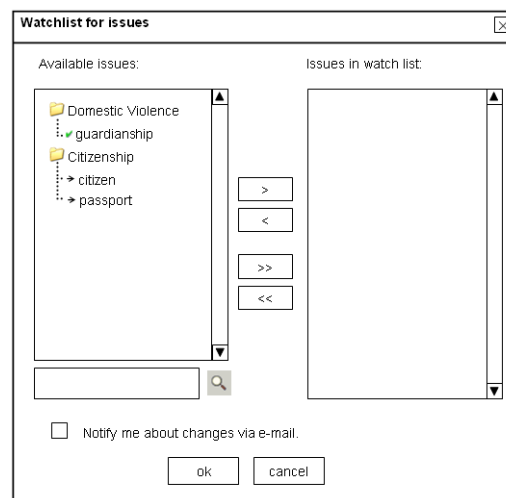 Watchlist for issues
Available issues:
Issues in watch list:
Domestic Violence
guardianship
Citizenship
citizen
passport
>
<
>>
<<
Notify me about changes via e-mail.
ok
cancel